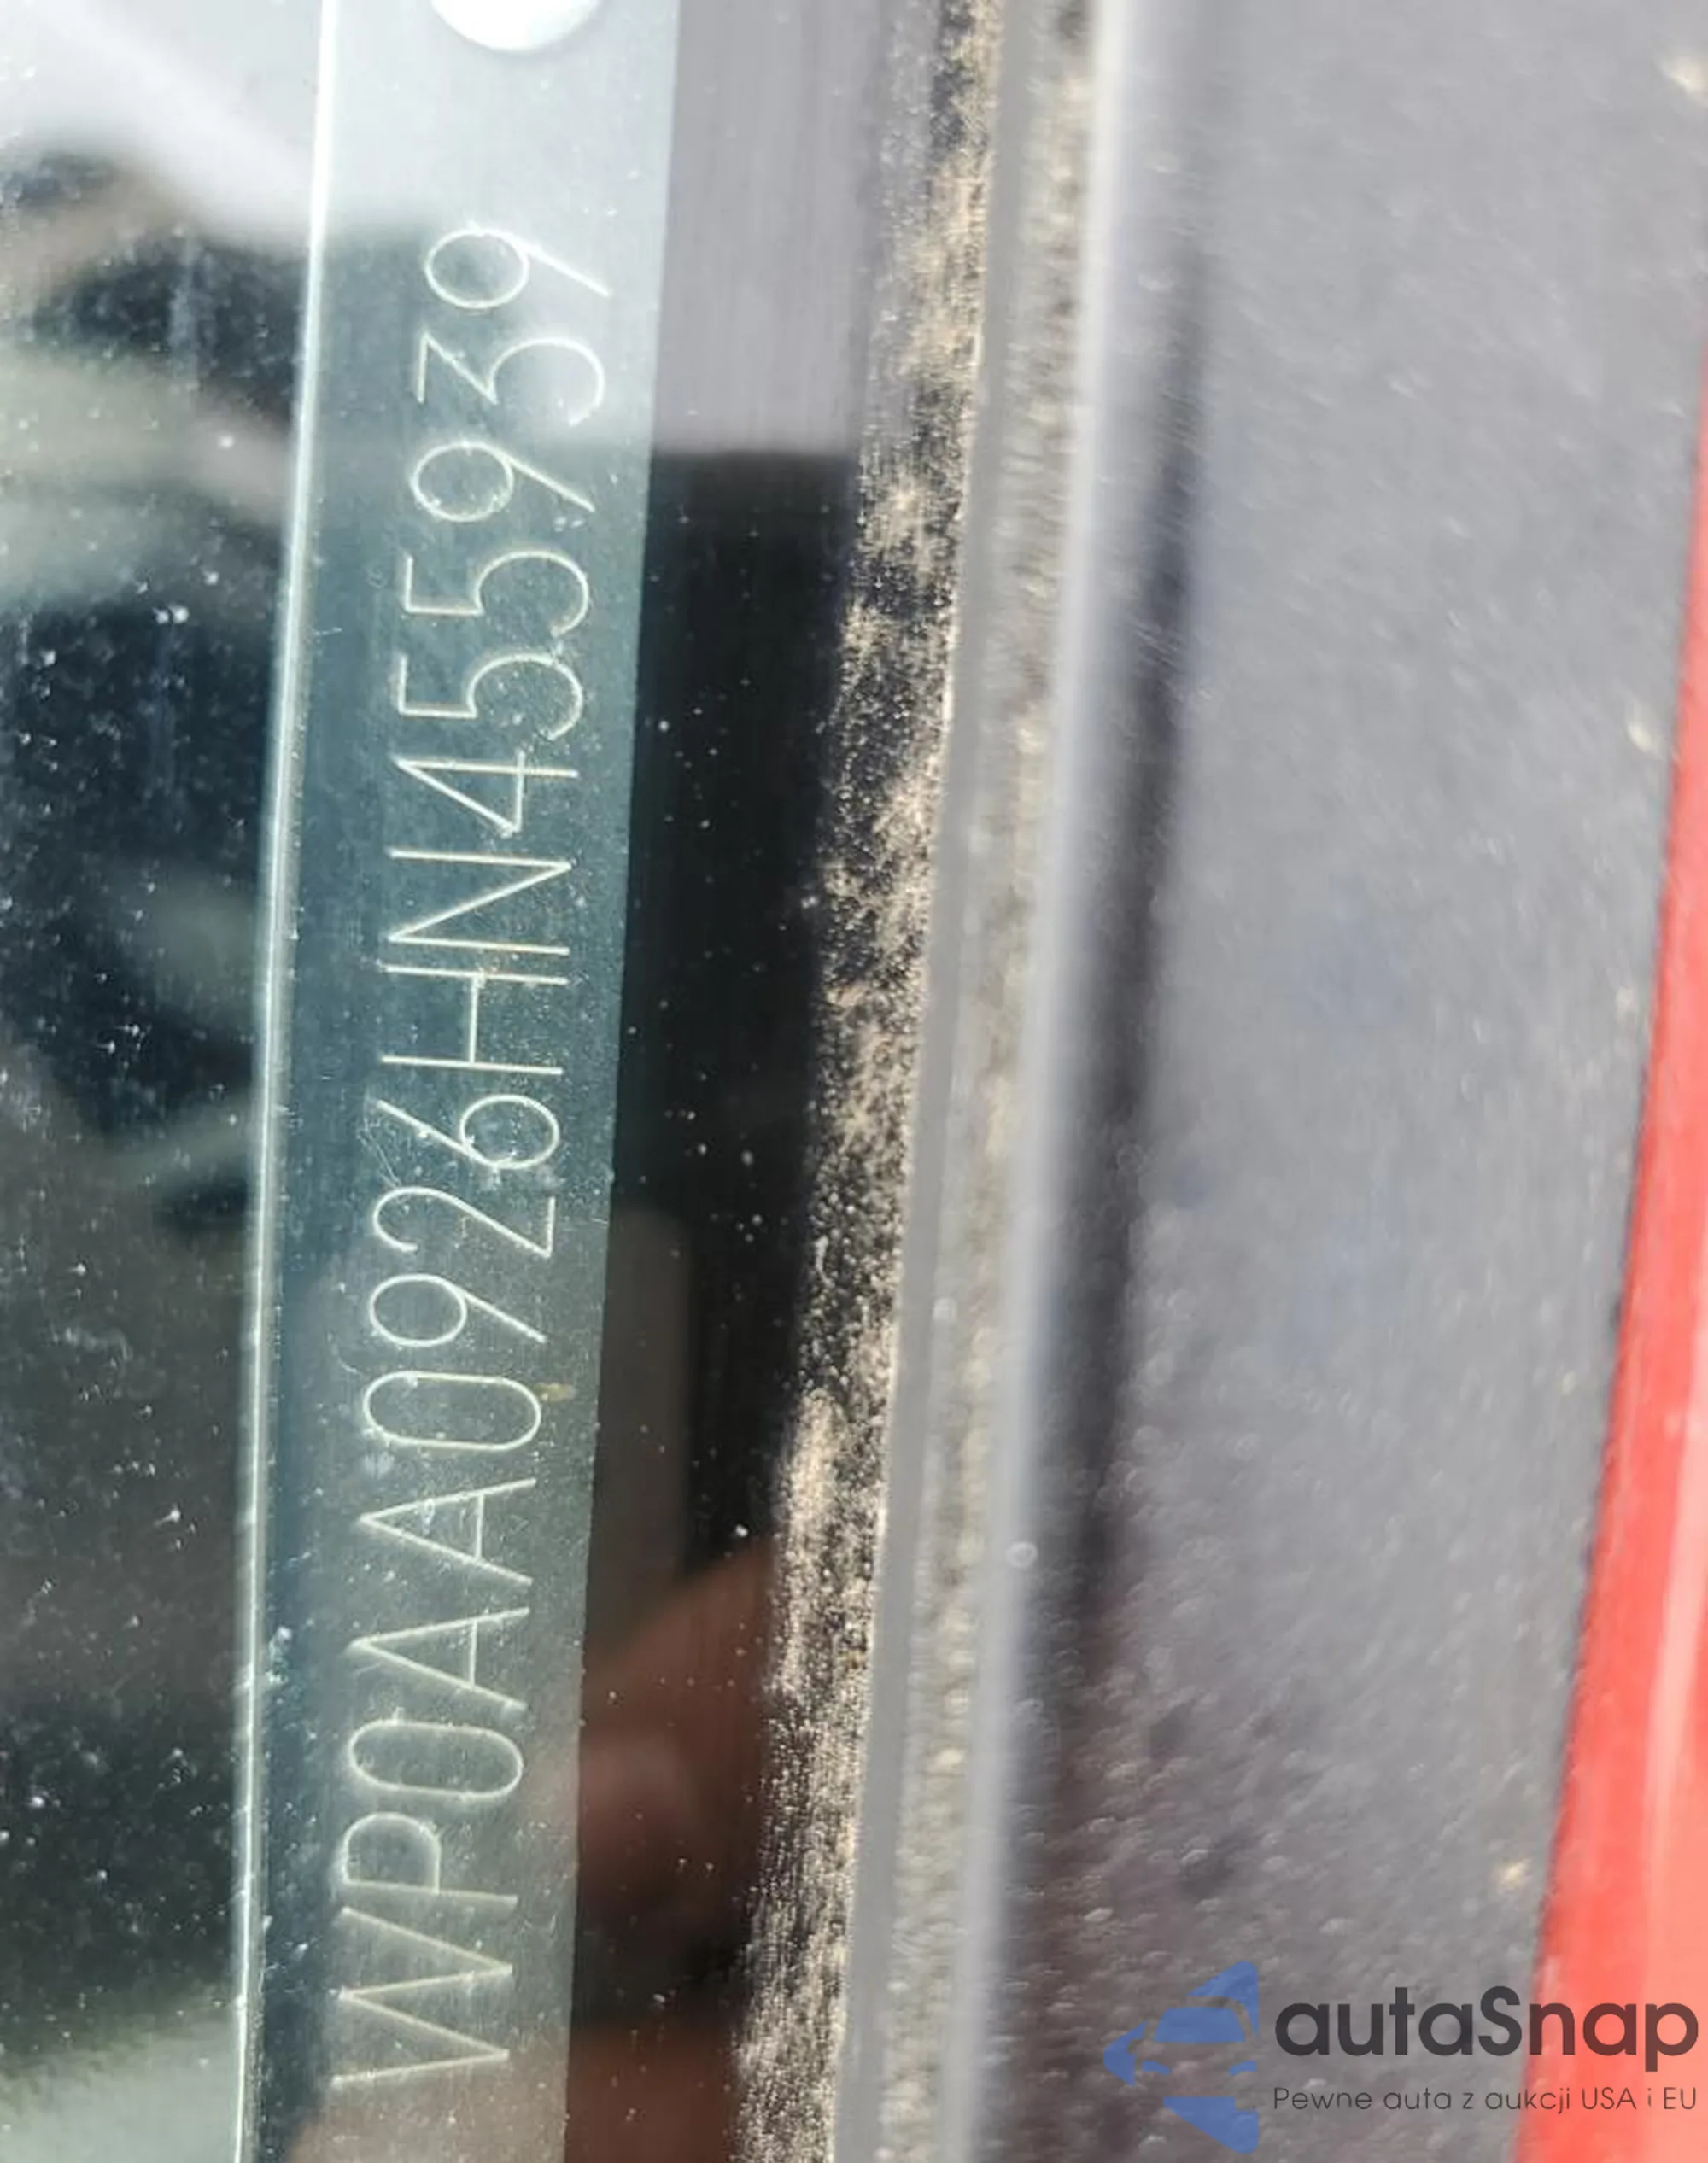 WP0AA0926HN455939
autaSnap
Pewne auta z aukcji USA i EU